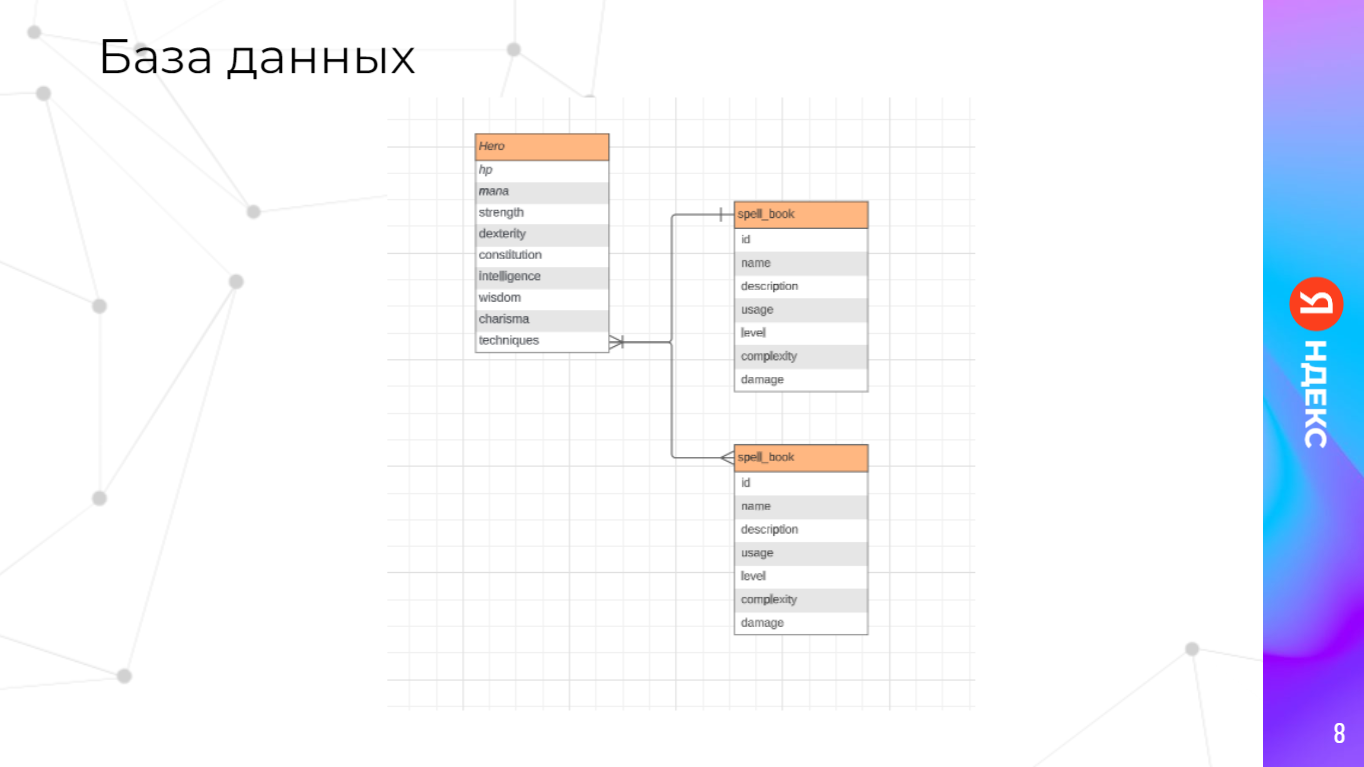 База данных
Hero
hp
mana
strength
dexterity
constitution
intelligence
wisdom
charisma
techniques
spell_book
id
name
description
usage
level
complexity
damage
spell_book
id
name
description
usage
level
complexity
damage
Яндекс
8